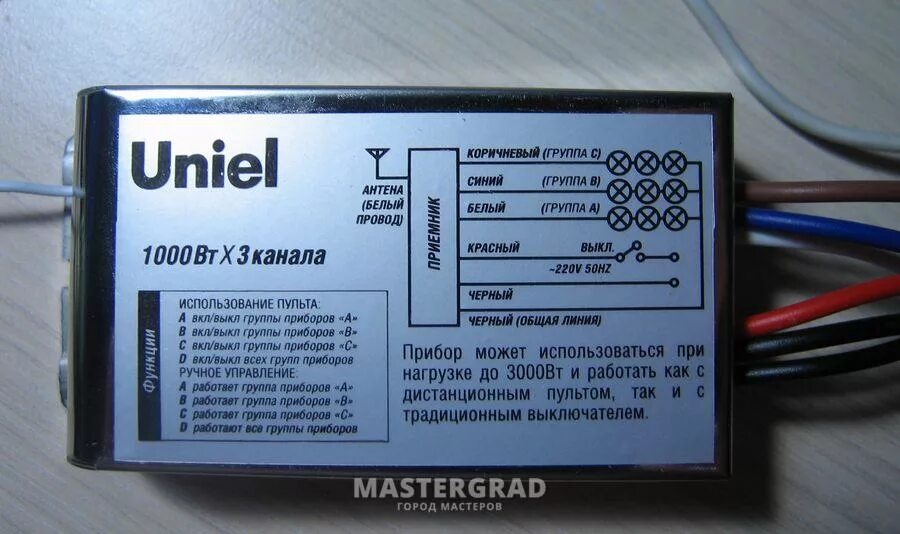 Uniel
1000Вт X 3 канала
Функции
ИСПОЛЬЗОВАНИЕ ПУЛЬТА:
A вкл/выкл группы приборов «A»
B вкл/выкл группы приборов «B»
C вкл/выкл группы приборов «C»
D вкл/выкл всех групп приборов
РУЧНОЕ УПРАВЛЕНИЕ:
A работает группа приборов «A»
B работает группа приборов «B»
C работает группа приборов «C»
D работают все группы приборов
АНТЕНА
(БЕЛЫЙ
ПРОВОД)
ПРИЕМНИК
КОРИЧНЕВЫЙ (ГРУППА C)
СИНИЙ (ГРУППА B)
БЕЛЫЙ (ГРУППА A)
КРАСНЫЙ ВЫКЛ.
~220V 50HZ
ЧЕРНЫЙ
ЧЕРНЫЙ (ОБЩАЯ ЛИНИЯ)
Прибор может использоваться при
нагрузке до 3000Вт и работать как с
дистанционным пультом, так и с
традиционным выключателем.
MASTERGRAD
ГОРОД МАСТЕРОВ